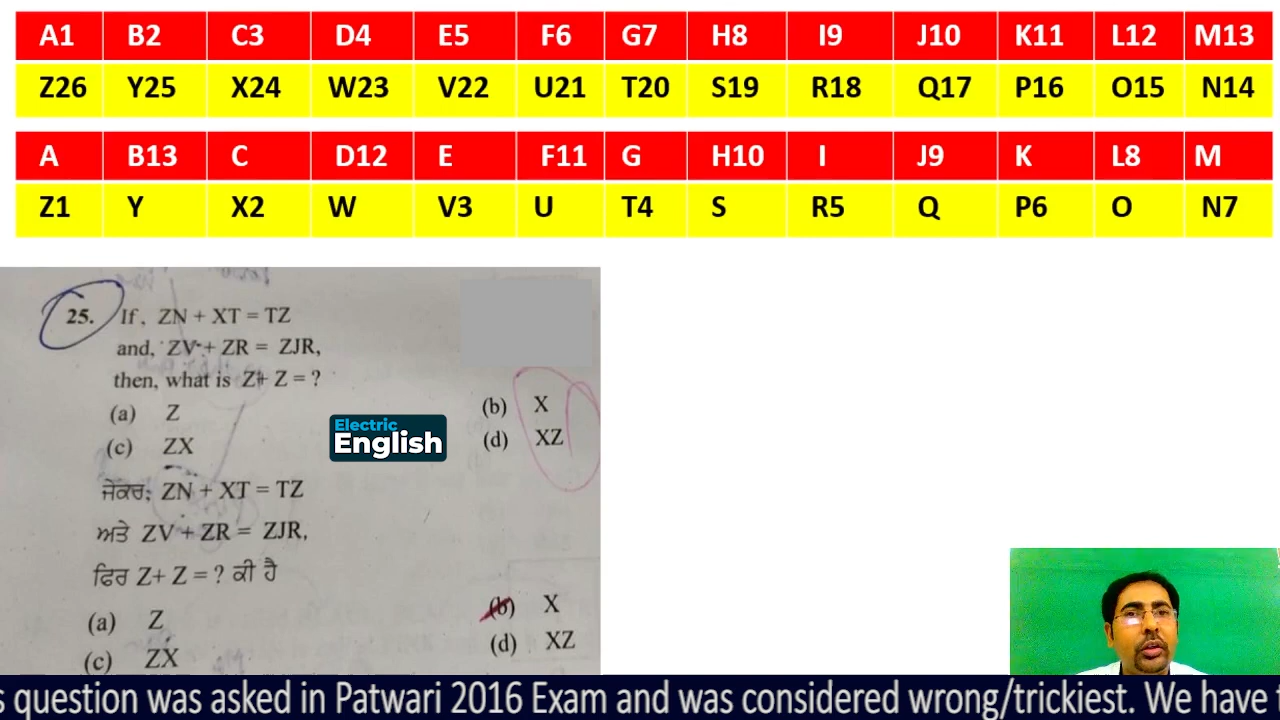 A1 B2 C3 D4 E5 F6 G7 H8 I9 J10 K11 L12 M13
Z26 Y25 X24 W23 V22 U21 T20 S19 R18 Q17 P16 O15 N14
A B13 C D12 E F11 G H10 I J9 K L8 M
Z1 Y X2 W V3 U T4 S R5 Q P6 O N7
25. If, ZN + XT = TZ
and, ZV + ZR = ZJR,
then, what is Z+ Z = ?
(a) Z (b) X
(c) ZX (d) XZ
Electric
English
ਜੇਕਰ; ZN + XT = TZ
ਅਤੇ ZV + ZR = ZJR,
ਫਿਰ Z+ Z = ? ਕੀ ਹੈ
(a) Z (b) X
(c) ZX (d) XZ
s question was asked in Patwari 2016 Exam and was considered wrong/trickiest. We have